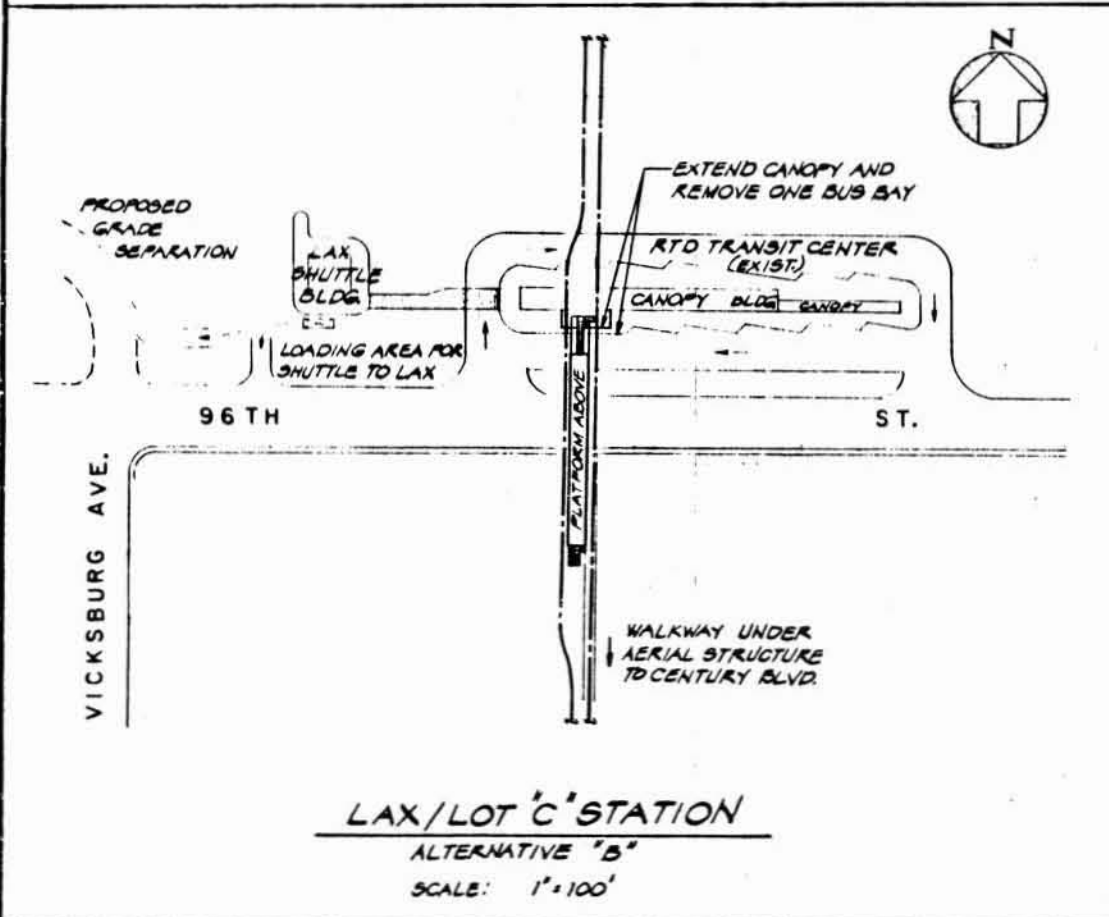 N
EXTEND CANOPY AND
REMOVE ONE BUS BAY
PROPOSED
GRADE
SEPARATION
LAX
SHUTTLE
BLDG.
RTD TRANSIT CENTER
(EXIST.)
CANOPY BLDG CANOPY
LOADING AREA FOR
SHUTTLE TO LAX
96TH ST.
PLATFORM ABOVE
VICKSBURG AVE.
WALKWAY UNDER
AERIAL STRUCTURE
TO CENTURY BLVD.
LAX/LOT "C" STATION
ALTERNATIVE "B"
SCALE: 1"=100'